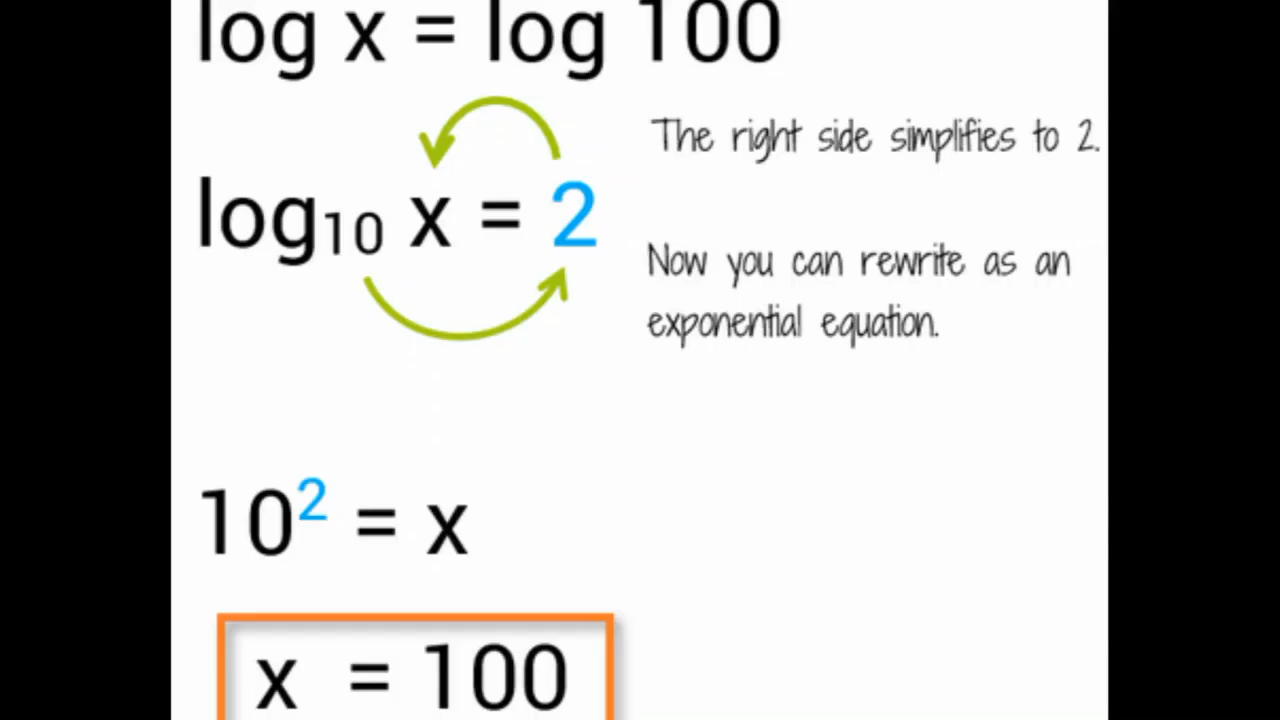 log x = log 100
The right side simplifies to 2.
log₁₀ x = 2
Now you can rewrite as an
exponential equation.
10² = x
x = 100